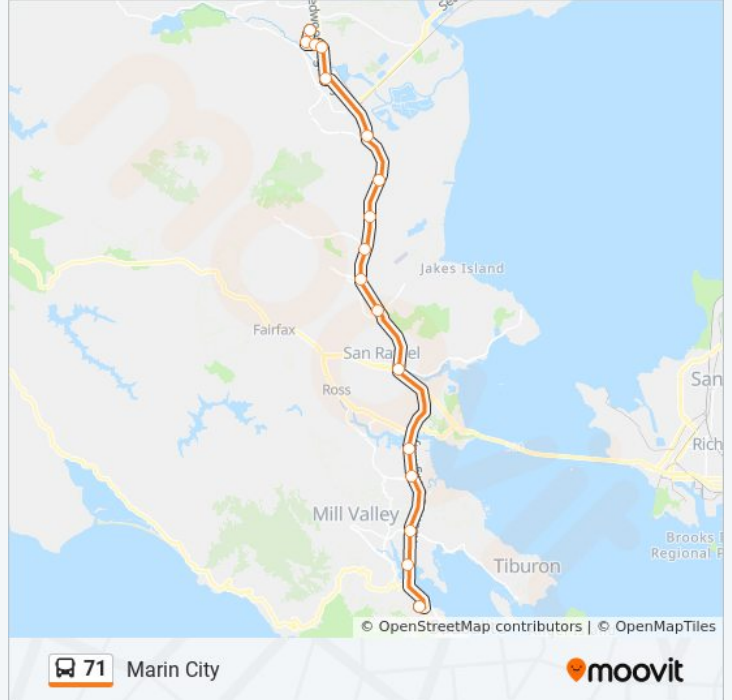 Jakes Island
Fairfax
San Rafael
Ross
San
Rich
Mill Valley
Tiburon
Brooks
Regional P
© OpenStreetMap contributors | © OpenMapTiles
71 Marin City
moovit